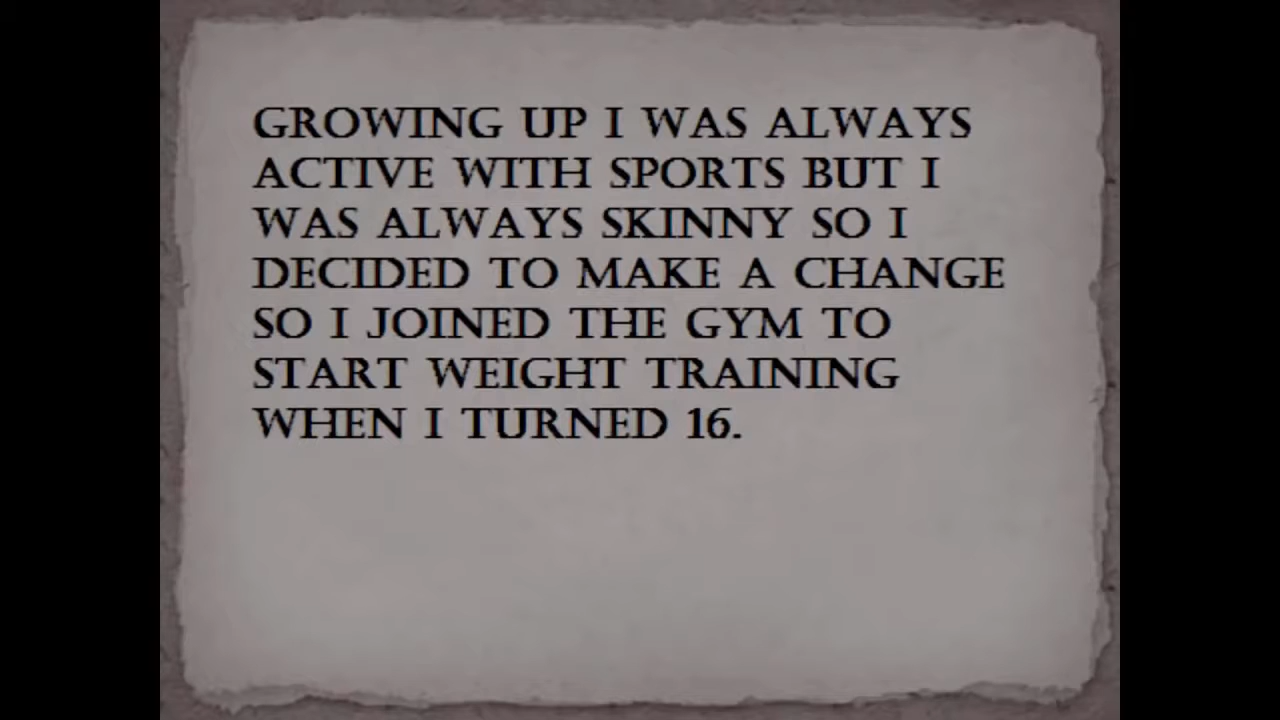 GROWING UP I WAS ALWAYS
ACTIVE WITH SPORTS BUT I
WAS ALWAYS SKINNY SO I
DECIDED TO MAKE A CHANGE
SO I JOINED THE GYM TO
START WEIGHT TRAINING
WHEN I TURNED 16.